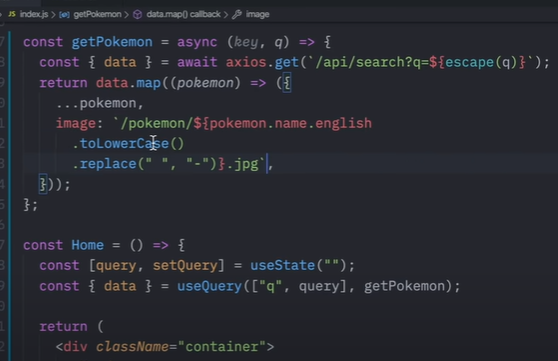 JS index.js > getPokemon > data.map() callback > image
const getPokemon = async (key, q) => {
const { data } = await axios.get(`/api/search?q=${escape(q)}`);
return data.map((pokemon) => ({
...pokemon,
image: `/pokemon/${pokemon.name.english
.toLowerCase()
.replace(" ", "-")}.jpg`,
}));
};
const Home = () => {
const [query, setQuery] = useState("");
const { data } = useQuery(["q", query], getPokemon);
return (
<div className="container">